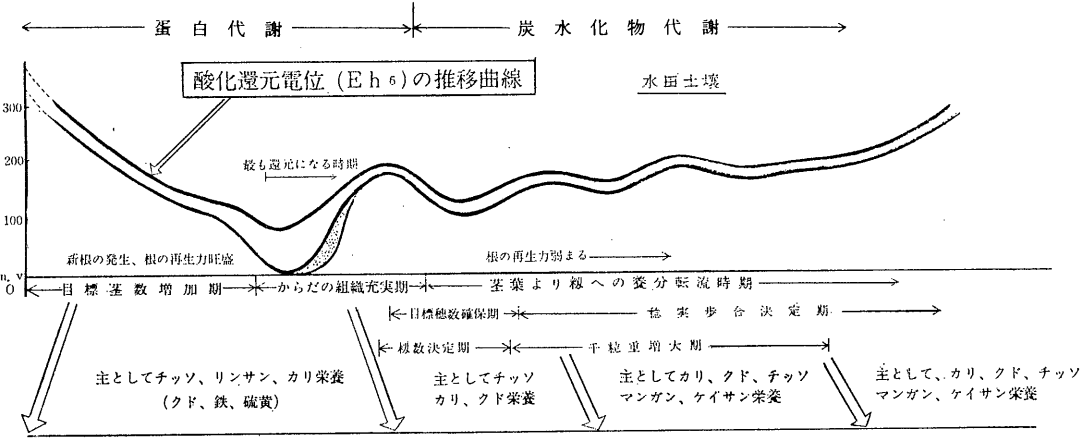 蛋白代謝
炭水化物代謝
酸化還元電位(Eh6)の推移曲線
水田土壌
300
200
100
m, v
0
最も還元になる時期
新根の発生、根の再生力旺盛
根の再生力弱まる
目標茎数増加期
からだの組織充実期
茎葉より籾への養分転流時期
目標穂数確保期
稔実歩合決定期
籾数決定期
千粒重増大期
主としてチッソ、リンサン、カリ栄養
(クド、鉄、硫黄)
主としてチッソ
カリ、クド栄養
主としてカリ、クド、チッソ
マンガン、ケイサン栄養
主として、カリ、クド、チッソ
マンガン、ケイサン栄養